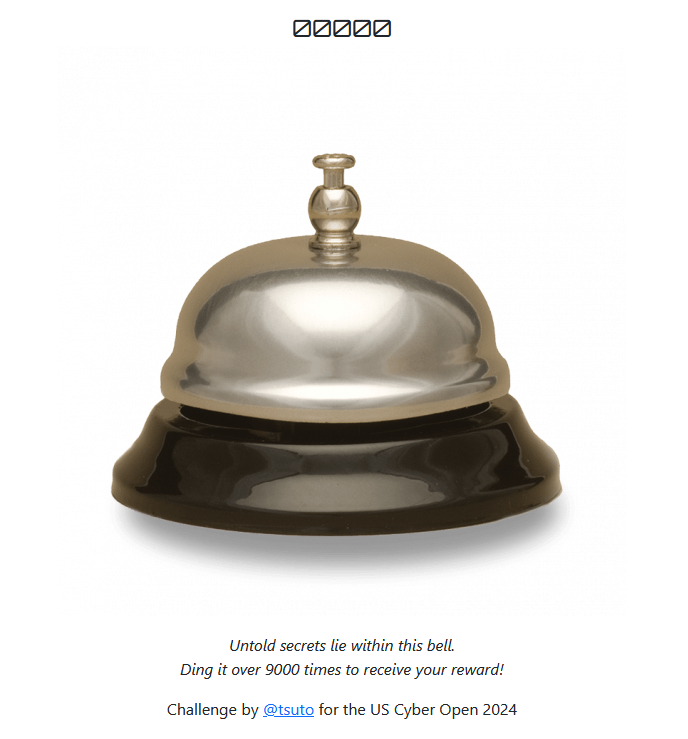 00000
Untold secrets lie within this bell.
Ding it over 9000 times to receive your reward!
Challenge by @tsuto for the US Cyber Open 2024